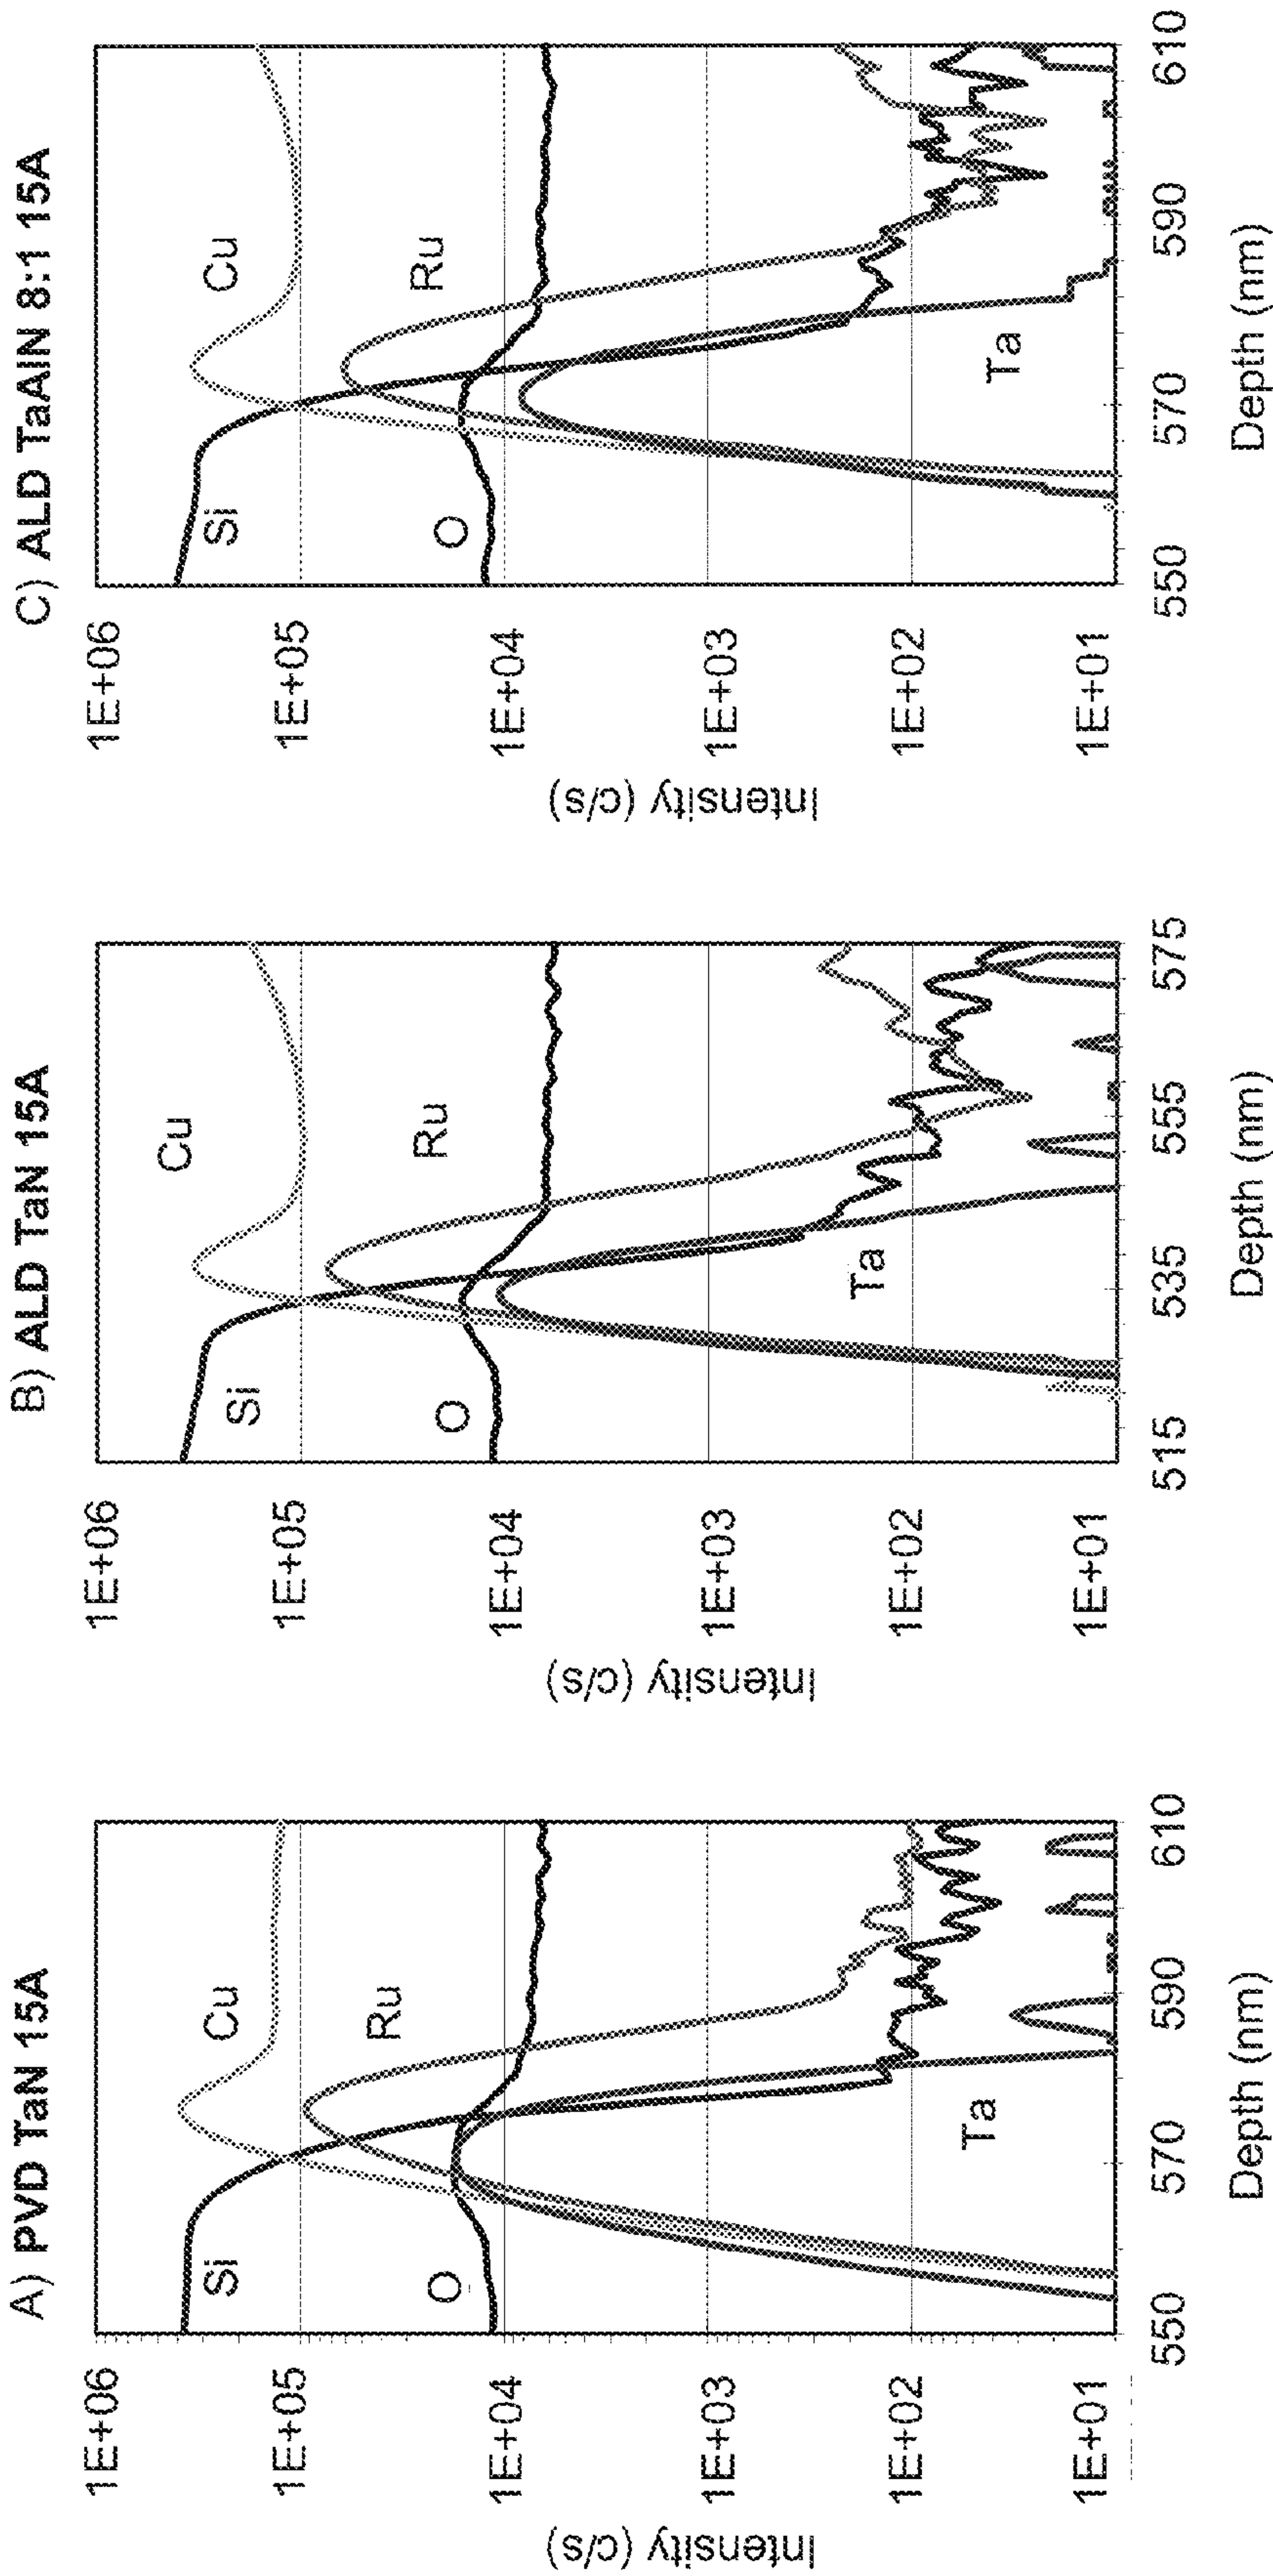 A) PVD TaN 15A
Intensity (c/s)
1E+06
1E+05
1E+04
1E+03
1E+02
1E+01
Si
Cu
Ru
O
Ta
550
570
590
610
Depth (nm)
B) ALD TaN 15A
Intensity (c/s)
1E+06
1E+05
1E+04
1E+03
1E+02
1E+01
Si
Cu
Ru
O
Ta
515
535
555
575
Depth (nm)
C) ALD TaAlN 8:1 15A
Intensity (c/s)
1E+06
1E+05
1E+04
1E+03
1E+02
1E+01
Si
Cu
Ru
O
Ta
550
570
590
610
Depth (nm)